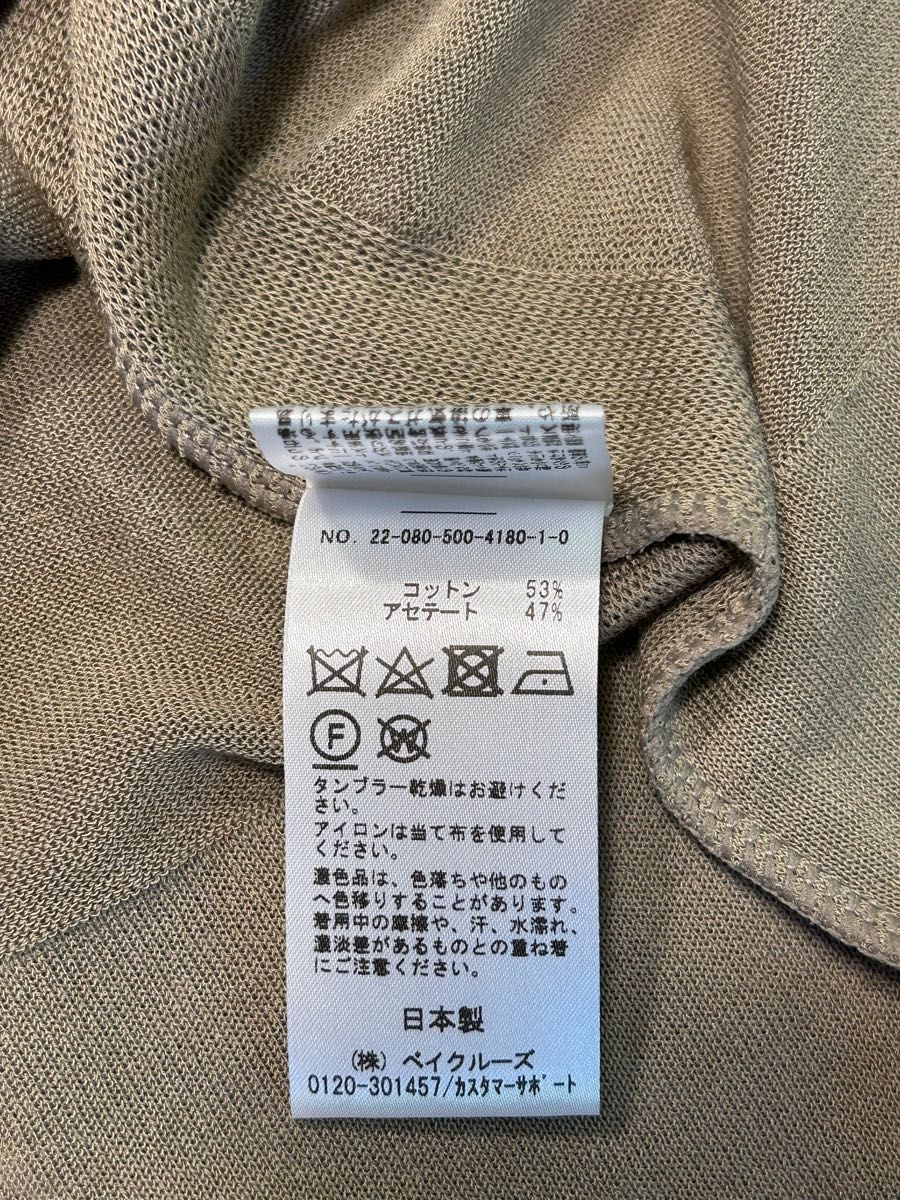 NO. 22-080-500-4180-1-0
コットン 53%
アセテート 47%
F
W
タンブラー乾燥はお避けくだ
さい。
アイロンは当て布を使用して
ください。
濃色品は、色落ちや他のもの
へ色移りすることがあります。
着用中の摩擦や、汗、水濡れ、
濃淡差があるものとの重ね着
にご注意ください。
日本製
(株) ベイクルーズ
0120-301457/カスタマーサポート